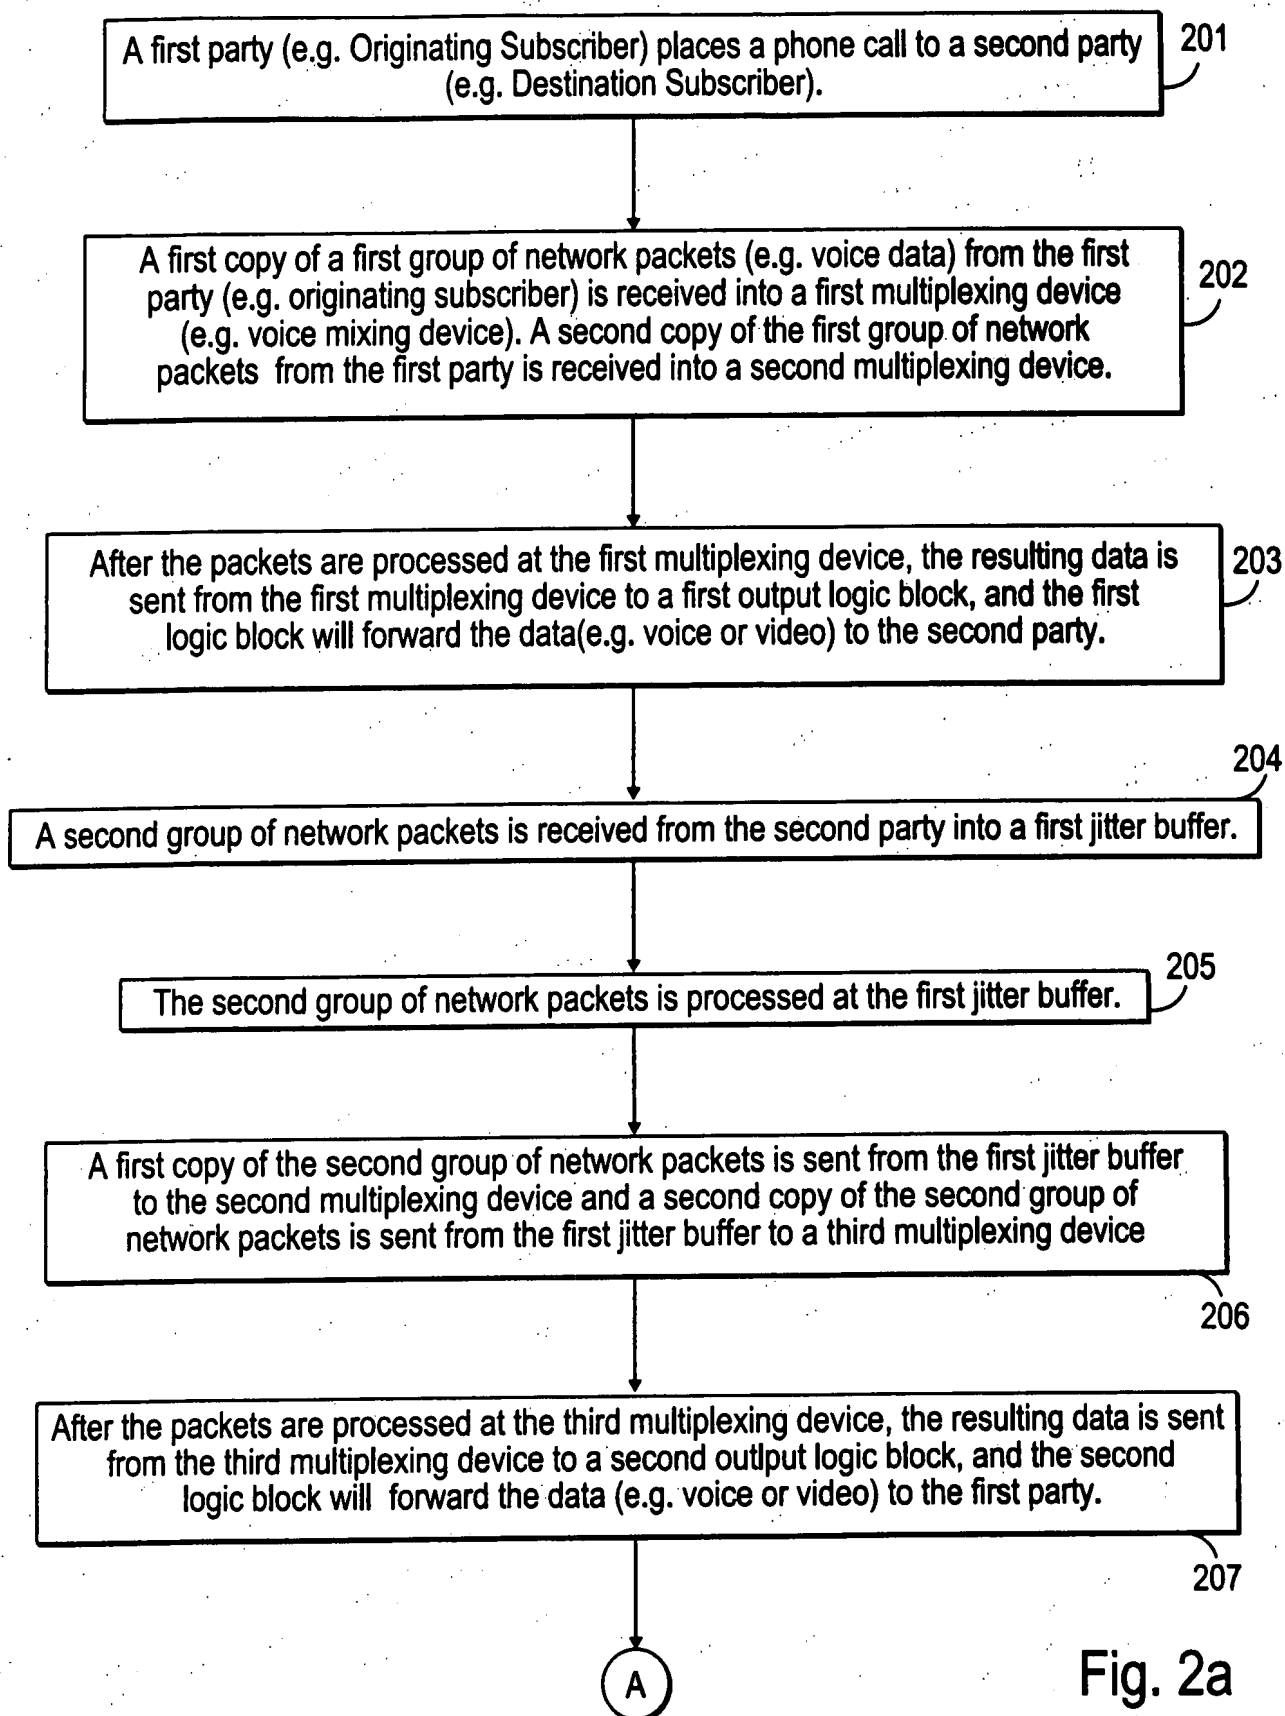 A first party (e.g. Originating Subscriber) places a phone call to a second party
(e.g. Destination Subscriber).
201
A first copy of a first group of network packets (e.g. voice data) from the first
party (e.g. originating subscriber) is received into a first multiplexing device
(e.g. voice mixing device). A second copy of the first group of network
packets from the first party is received into a second multiplexing device.
202
After the packets are processed at the first multiplexing device, the resulting data is
sent from the first multiplexing device to a first output logic block, and the first
logic block will forward the data(e.g. voice or video) to the second party.
203
204
A second group of network packets is received from the second party into a first jitter buffer.
205
The second group of network packets is processed at the first jitter buffer.
A first copy of the second group of network packets is sent from the first jitter buffer
to the second multiplexing device and a second copy of the second group of
network packets is sent from the first jitter buffer to a third multiplexing device
206
After the packets are processed at the third multiplexing device, the resulting data is sent
from the third multiplexing device to a second outlput logic block, and the second
logic block will forward the data (e.g. voice or video) to the first party.
207
A
Fig. 2a